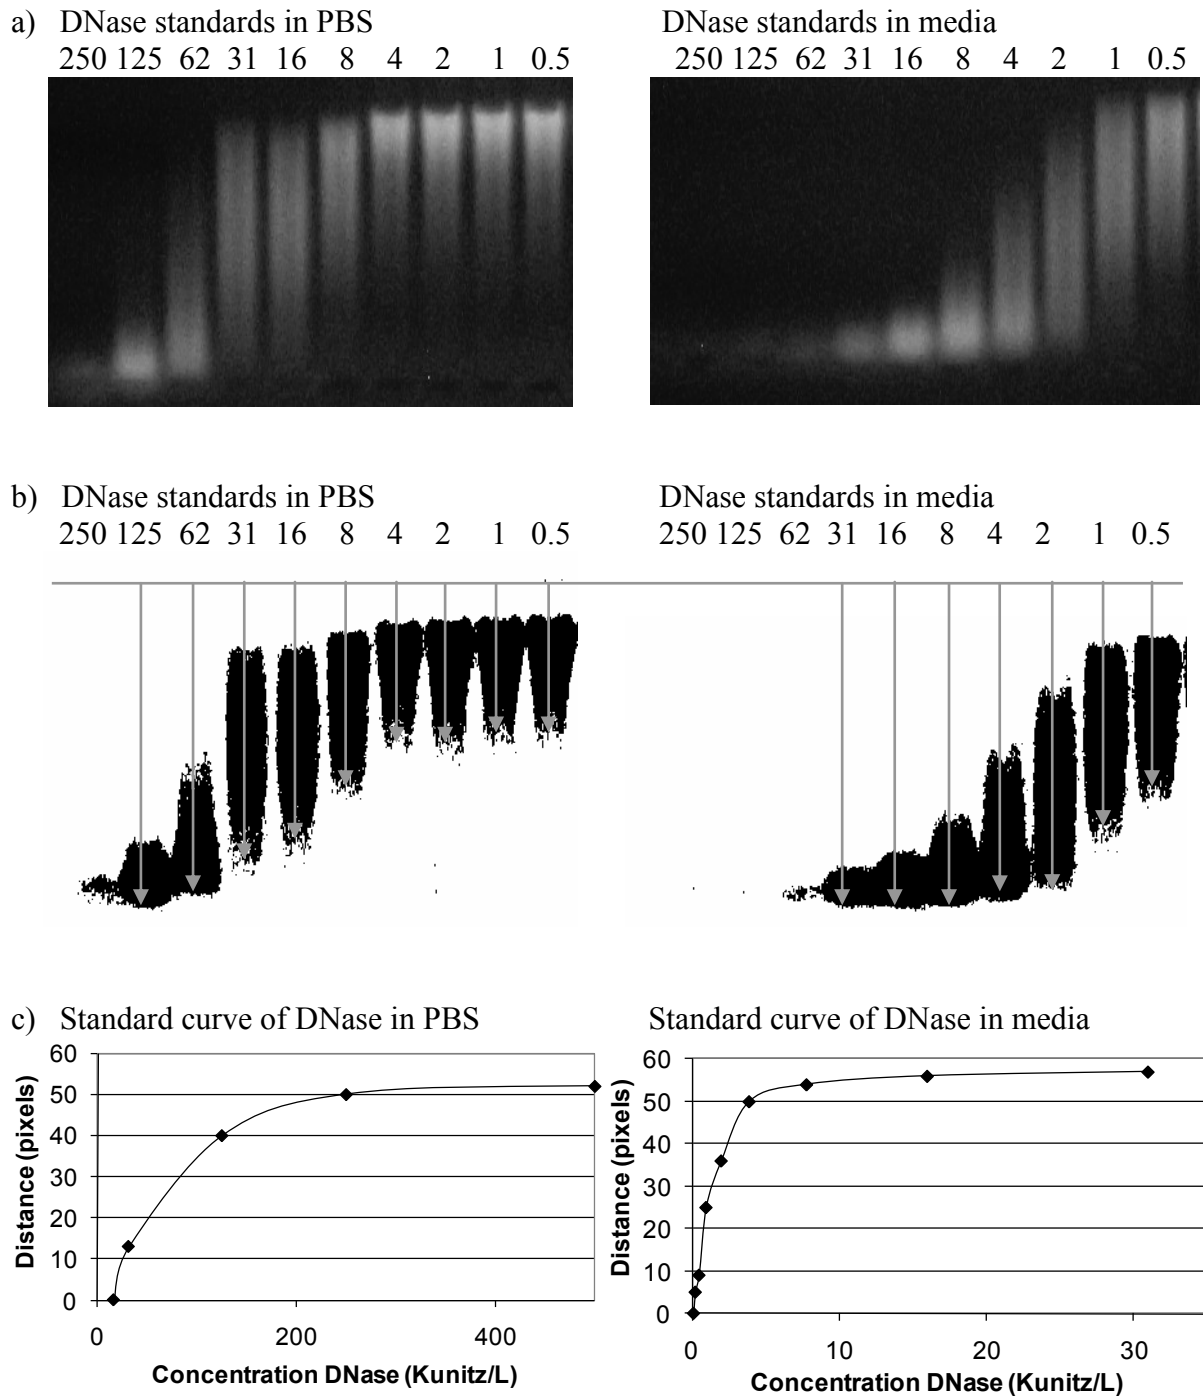 a) DNase standards in PBS
250 125 62 31 16 8 4 2 1 0.5
DNase standards in media
250 125 62 31 16 8 4 2 1 0.5
b) DNase standards in PBS
250 125 62 31 16 8 4 2 1 0.5
DNase standards in media
250 125 62 31 16 8 4 2 1 0.5
c) Standard curve of DNase in PBS
60
50
40
30
20
10
0
Distance (pixels)
0 200 400
Concentration DNase (Kunitz/L)
Standard curve of DNase in media
60
50
40
30
20
10
0
Distance (pixels)
0 10 20 30
Concentration DNase (Kunitz/L)